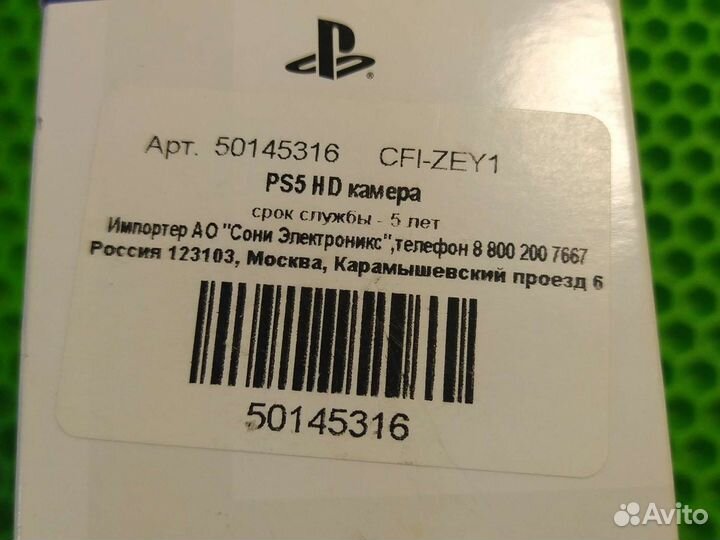 Арт. 50145316 CFI-ZEY1
PS5 HD камера
срок службы - 5 лет
Импортер АО "Сони Электроникс",телефон 8 800 200 7667
Россия 123103, Москва, Карамышевский проезд 6
50145316
Avito